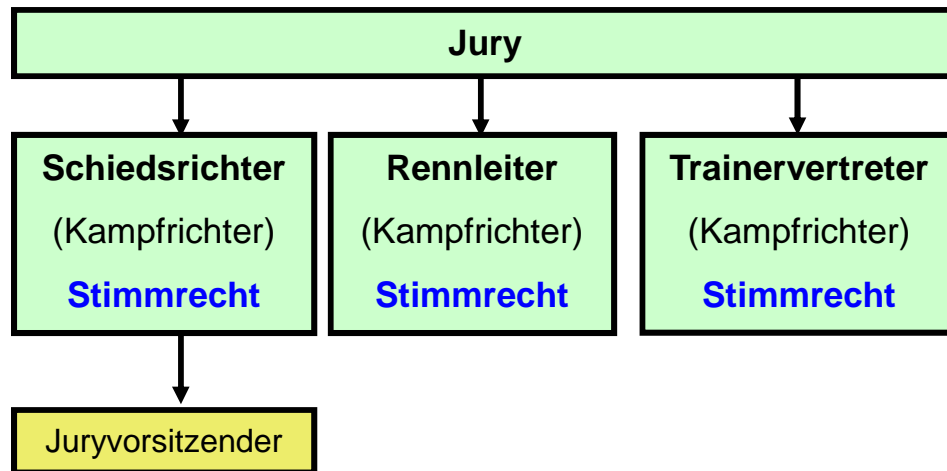 Jury
Schiedsrichter
(Kampfrichter)
Stimmrecht
Rennleiter
(Kampfrichter)
Stimmrecht
Trainervertreter
(Kampfrichter)
Stimmrecht
Juryvorsitzender